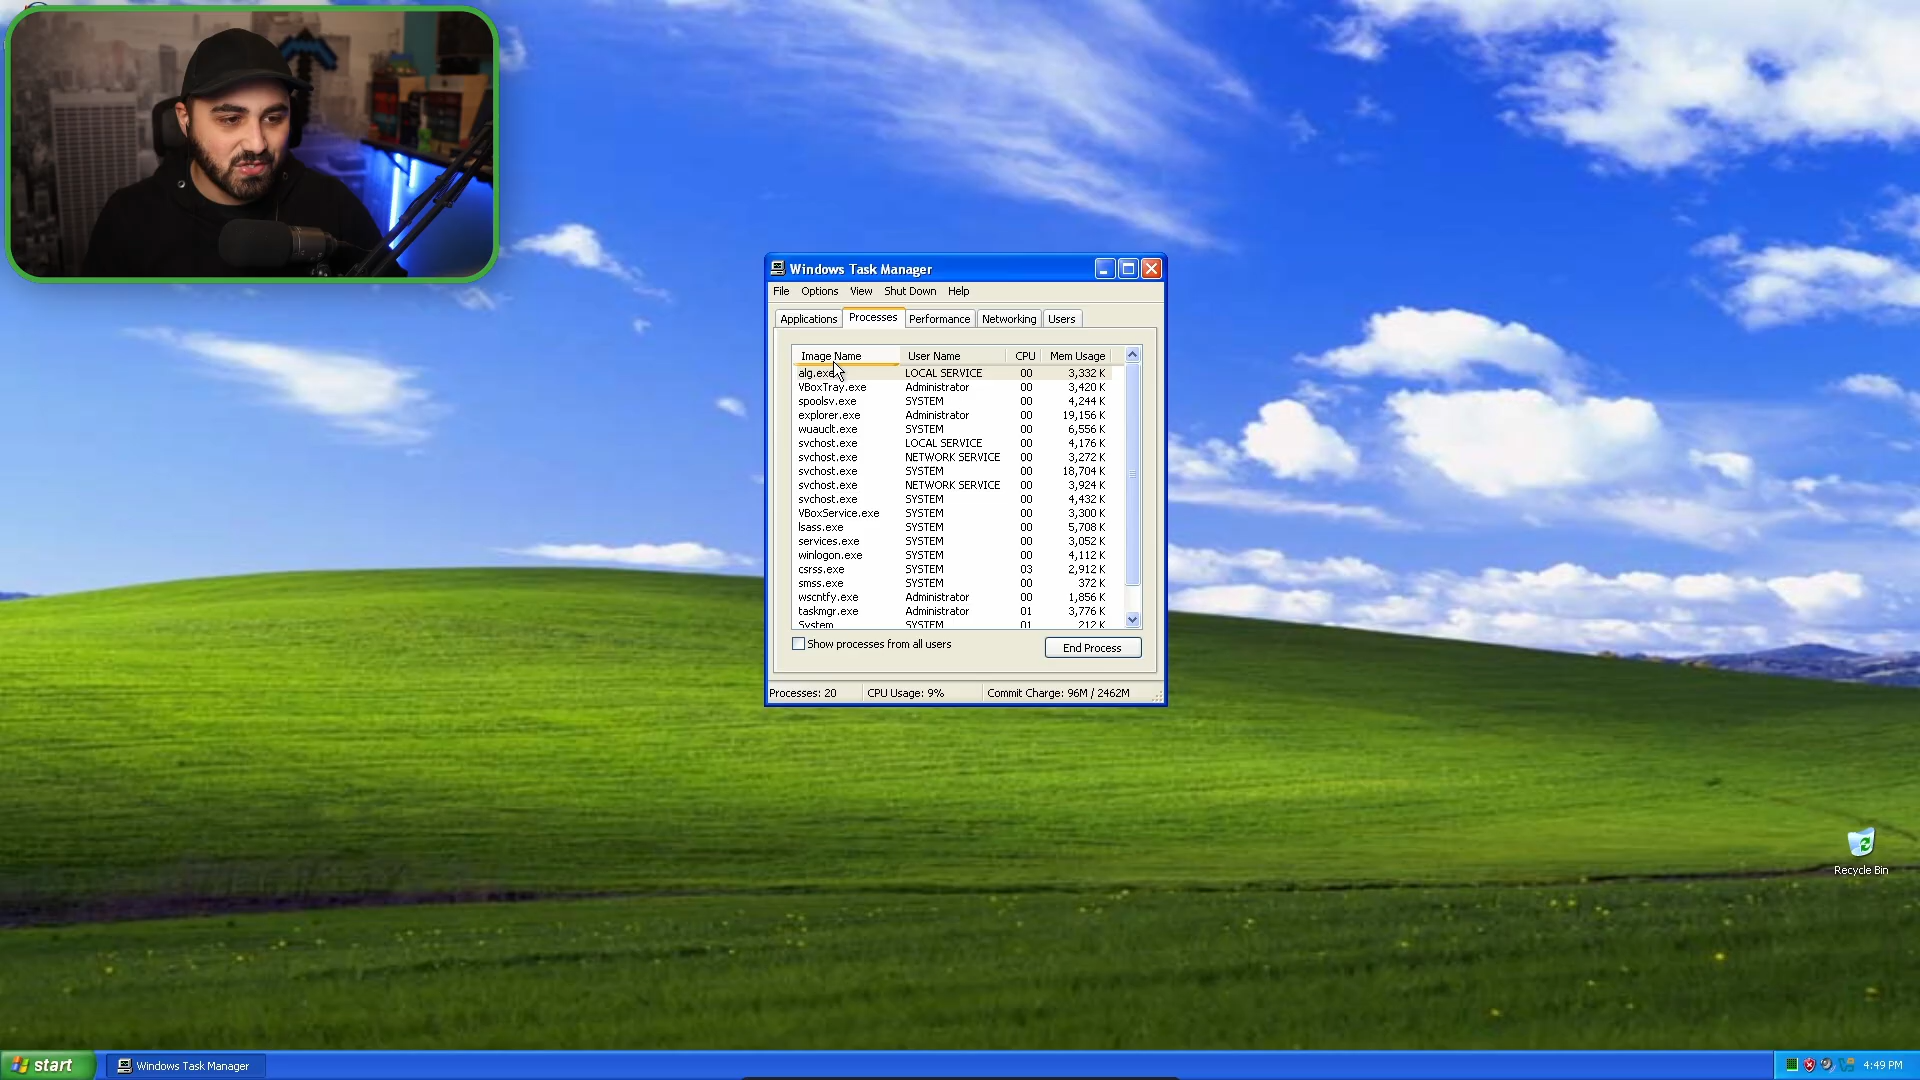 Windows Task Manager
File Options View Shut Down Help
Applications Processes Performance Networking Users
Image Name User Name CPU Mem Usage
alg.exe LOCAL SERVICE 00 3,332 K
VBoxTray.exe Administrator 00 3,420 K
spoolsv.exe SYSTEM 00 4,244 K
explorer.exe Administrator 00 19,156 K
wuauclt.exe SYSTEM 00 6,556 K
svchost.exe LOCAL SERVICE 00 4,176 K
svchost.exe NETWORK SERVICE 00 3,272 K
svchost.exe SYSTEM 00 18,704 K
svchost.exe NETWORK SERVICE 00 3,924 K
svchost.exe SYSTEM 00 4,432 K
VBoxService.exe SYSTEM 00 3,300 K
lsass.exe SYSTEM 00 5,708 K
services.exe SYSTEM 00 3,052 K
winlogon.exe SYSTEM 00 4,112 K
csrss.exe SYSTEM 03 2,912 K
smss.exe SYSTEM 00 372 K
wscntfy.exe Administrator 00 1,856 K
taskmgr.exe Administrator 01 3,776 K
System SYSTEM 01 212 K
Show processes from all users End Process
Processes: 20 CPU Usage: 9% Commit Charge: 96M / 2462M
Recycle Bin
start Windows Task Manager 4:49 PM